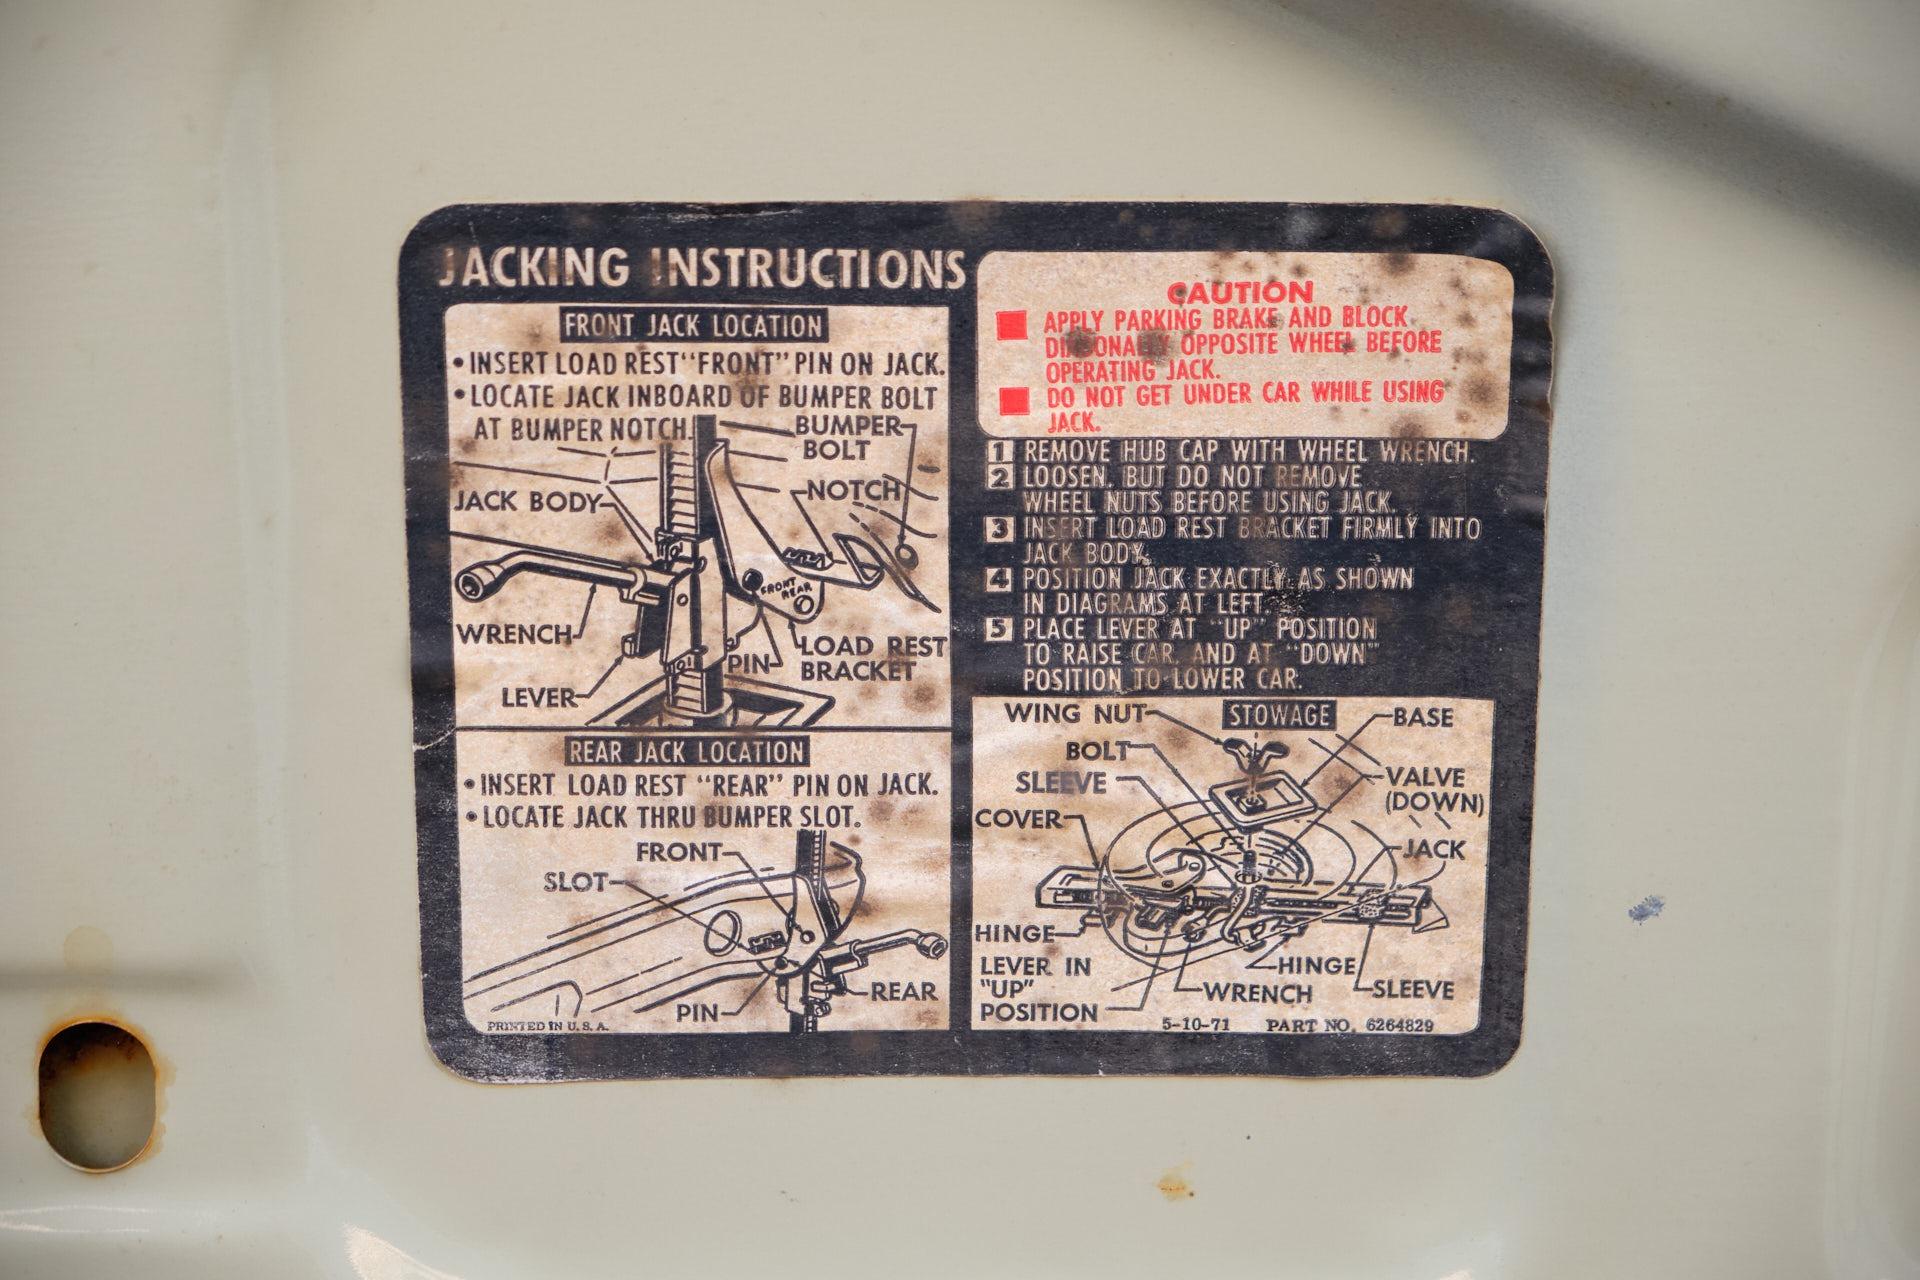 JACKING INSTRUCTIONS
FRONT JACK LOCATION
• INSERT LOAD REST "FRONT" PIN ON JACK.
• LOCATE JACK INBOARD OF BUMPER BOLT
AT BUMPER NOTCH.
BUMPER
BOLT
NOTCH
JACK BODY
FRONT
REAR
WRENCH
LOAD REST
BRACKET
PIN
LEVER
REAR JACK LOCATION
• INSERT LOAD REST "REAR" PIN ON JACK.
• LOCATE JACK THRU BUMPER SLOT.
FRONT
SLOT
REAR
PIN
PRINTED IN U.S.A.
CAUTION
APPLY PARKING BRAKE AND BLOCK
DIAGONALLY OPPOSITE WHEEL BEFORE
OPERATING JACK.
DO NOT GET UNDER CAR WHILE USING
JACK.
1 REMOVE HUB CAP WITH WHEEL WRENCH.
2 LOOSEN, BUT DO NOT REMOVE
WHEEL NUTS BEFORE USING JACK.
3 INSERT LOAD REST BRACKET FIRMLY INTO
JACK BODY.
4 POSITION JACK EXACTLY AS SHOWN
IN DIAGRAMS AT LEFT.
5 PLACE LEVER AT "UP" POSITION
TO RAISE CAR, AND AT "DOWN"
POSITION TO LOWER CAR.
STOWAGE
WING NUT
BASE
BOLT
SLEEVE
VALVE
(DOWN)
COVER
JACK
HINGE
LEVER IN
"UP"
POSITION
HINGE
WRENCH
SLEEVE
5-10-71 PART NO. 6264829